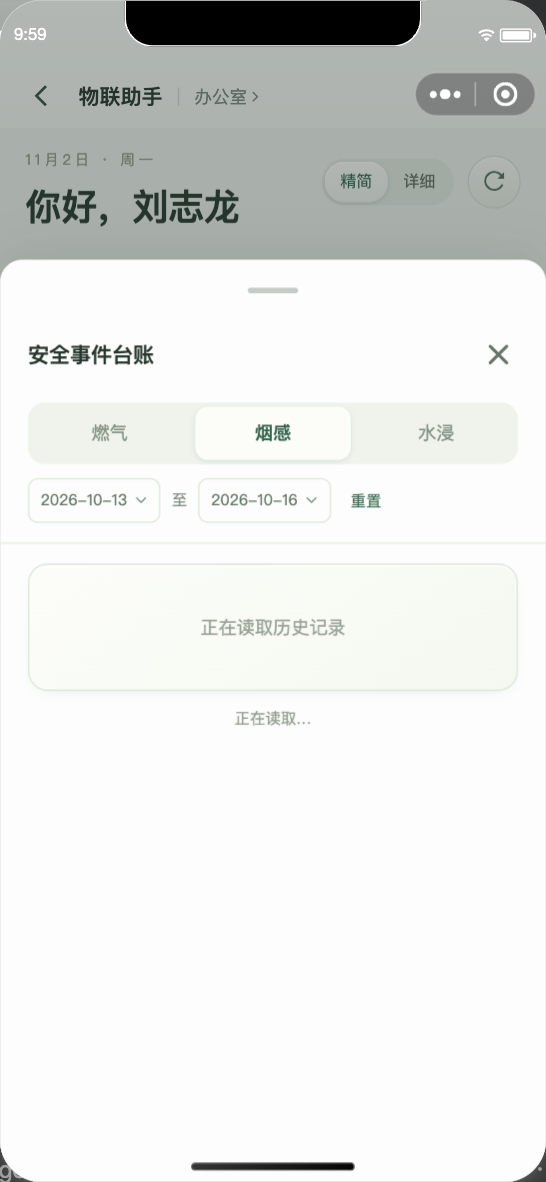 9:59
物联助手 | 办公室 >
11月2日 · 周一
你好，刘志龙
精简 详细
安全事件台账
燃气 烟感 水浸
2026-10-13 至 2026-10-16 重置
正在读取历史记录
正在读取...